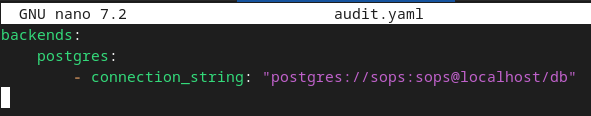 GNU nano 7.2 audit.yaml
backends:
    postgres:
        - connection_string: "postgres://sops:sops@localhost/db"